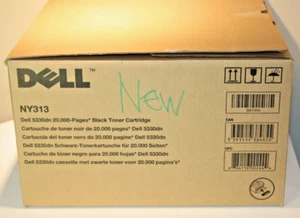 DELL™
New
NY313
Dell 5330dn 20.000-Pages* Black Toner Cartridge
Cartouche de toner noir de 20.000 pages* Dell 5330dn
Cartuccia del toner nero da 20.000 pagine* Dell 5330dn
Dell 5330dn Schwarz-Tonerkartusche für 20.000 Seiten*
Cartucho de tóner negro para 20.000 hojas* Dell 5330dn
Dell 5330dn cassette met zwarte toner voor 20.000 pagina's*
EAN
UPC